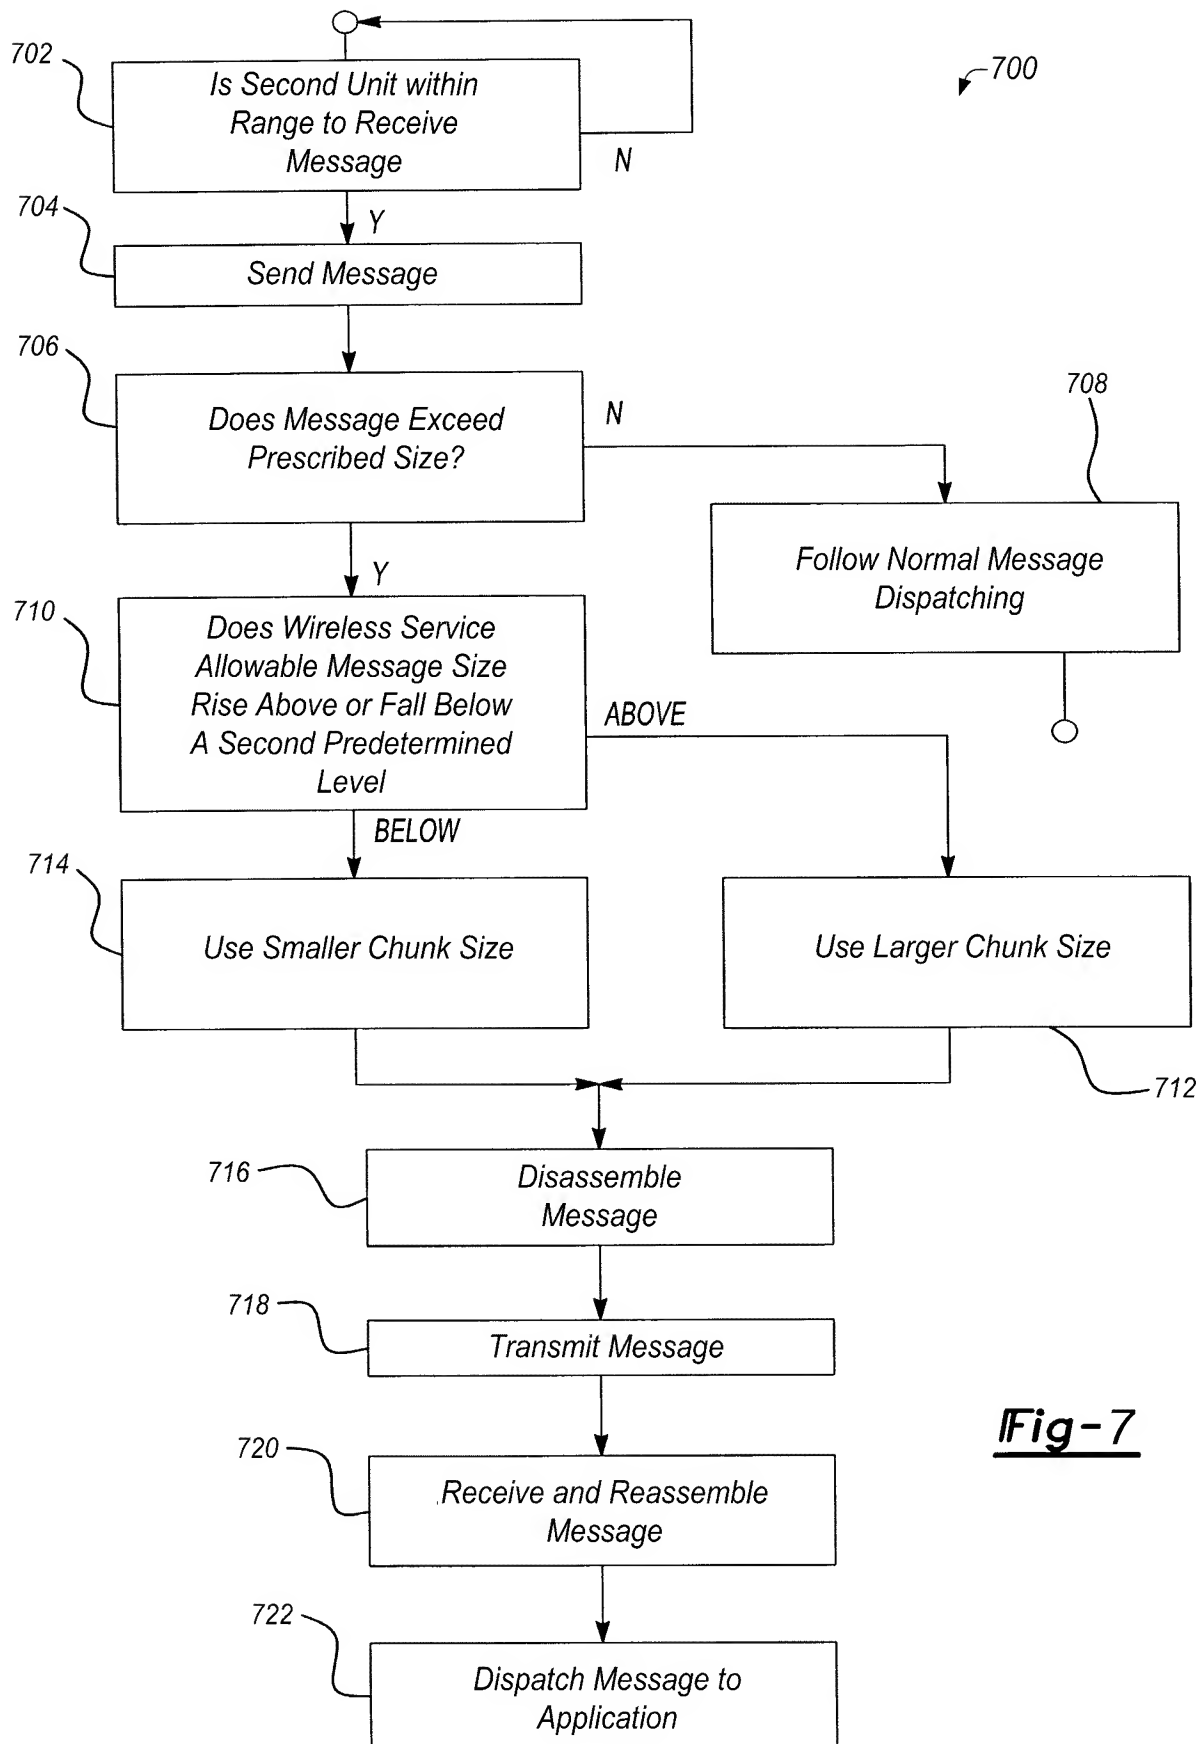 702
Is Second Unit within
Range to Receive
Message
700
N
Y
704
Send Message
706
Does Message Exceed
Prescribed Size?
N
708
Follow Normal Message
Dispatching
Y
710
Does Wireless Service
Allowable Message Size
Rise Above or Fall Below
A Second Predetermined
Level
ABOVE
BELOW
714
Use Smaller Chunk Size
Use Larger Chunk Size
712
716
Disassemble
Message
718
Transmit Message
720
Receive and Reassemble
Message
Fig-7
722
Dispatch Message to
Application